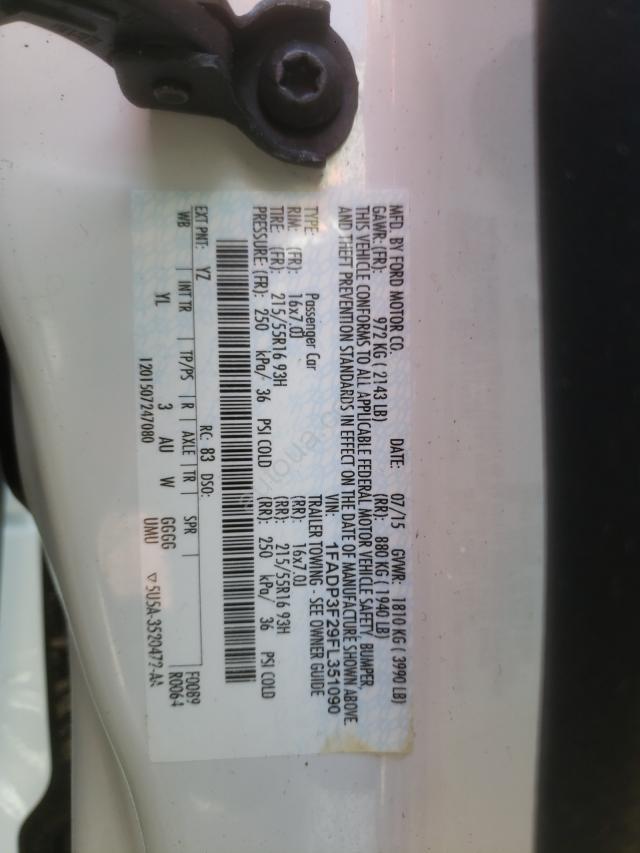 MFD. BY FORD MOTOR CO. DATE: 07/15 GVWR: 1810 KG ( 3990 LB)
GAWR: (FR): 972 KG ( 2143 LB) (RR): 880 KG ( 1940 LB)
THIS VEHICLE CONFORMS TO ALL APPLICABLE FEDERAL MOTOR VEHICLE SAFETY, BUMPER,
AND THEFT PREVENTION STANDARDS IN EFFECT ON THE DATE OF MANUFACTURE SHOWN ABOVE.
VIN: 1FADP3F29FL351090
TYPE: Passenger Car TRAILER TOWING - SEE OWNER GUIDE
RIM: (FR): 16x7.0J (RR): 16x7.0J
TIRE: (FR): 215/55R16 93H (RR): 215/55R16 93H
PRESSURE (FR): 250 kPa/ 36 PSI COLD (RR): 250 kPa/ 36 PSI COLD
EXT PNT: YZ RC: 83 DSO: F0089
WB INT TR TP/PS R AXLE TR SPR R0064
YL 3 AU W GGGG
1201507247080 UMU ▽5U5A-3520472-AA